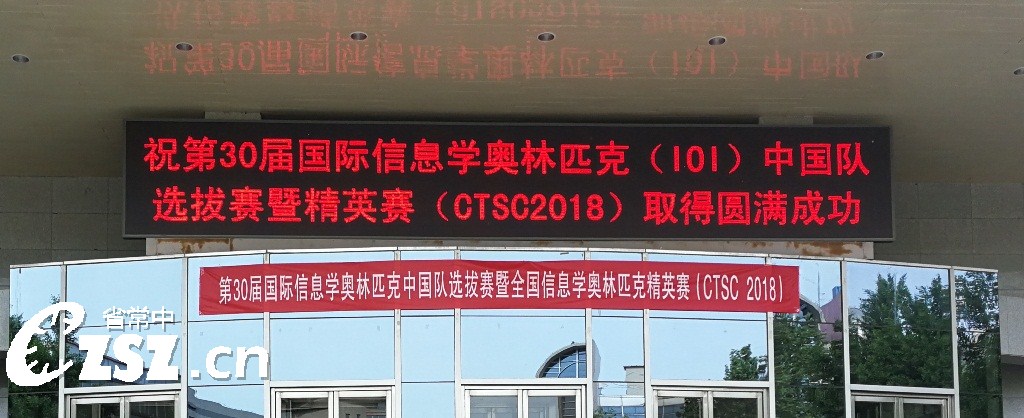 祝第30届国际信息学奥林匹克（IOI）中国队
选拔赛暨精英赛（CTSC2018）取得圆满成功
第30届国际信息学奥林匹克中国队选拔赛暨全国信息学奥林匹克精英赛(CTSC 2018)
省常中
czsz.cn